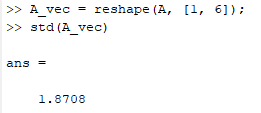 >> A_vec = reshape(A, [1, 6]);
>> std(A_vec)
ans =
1.8708